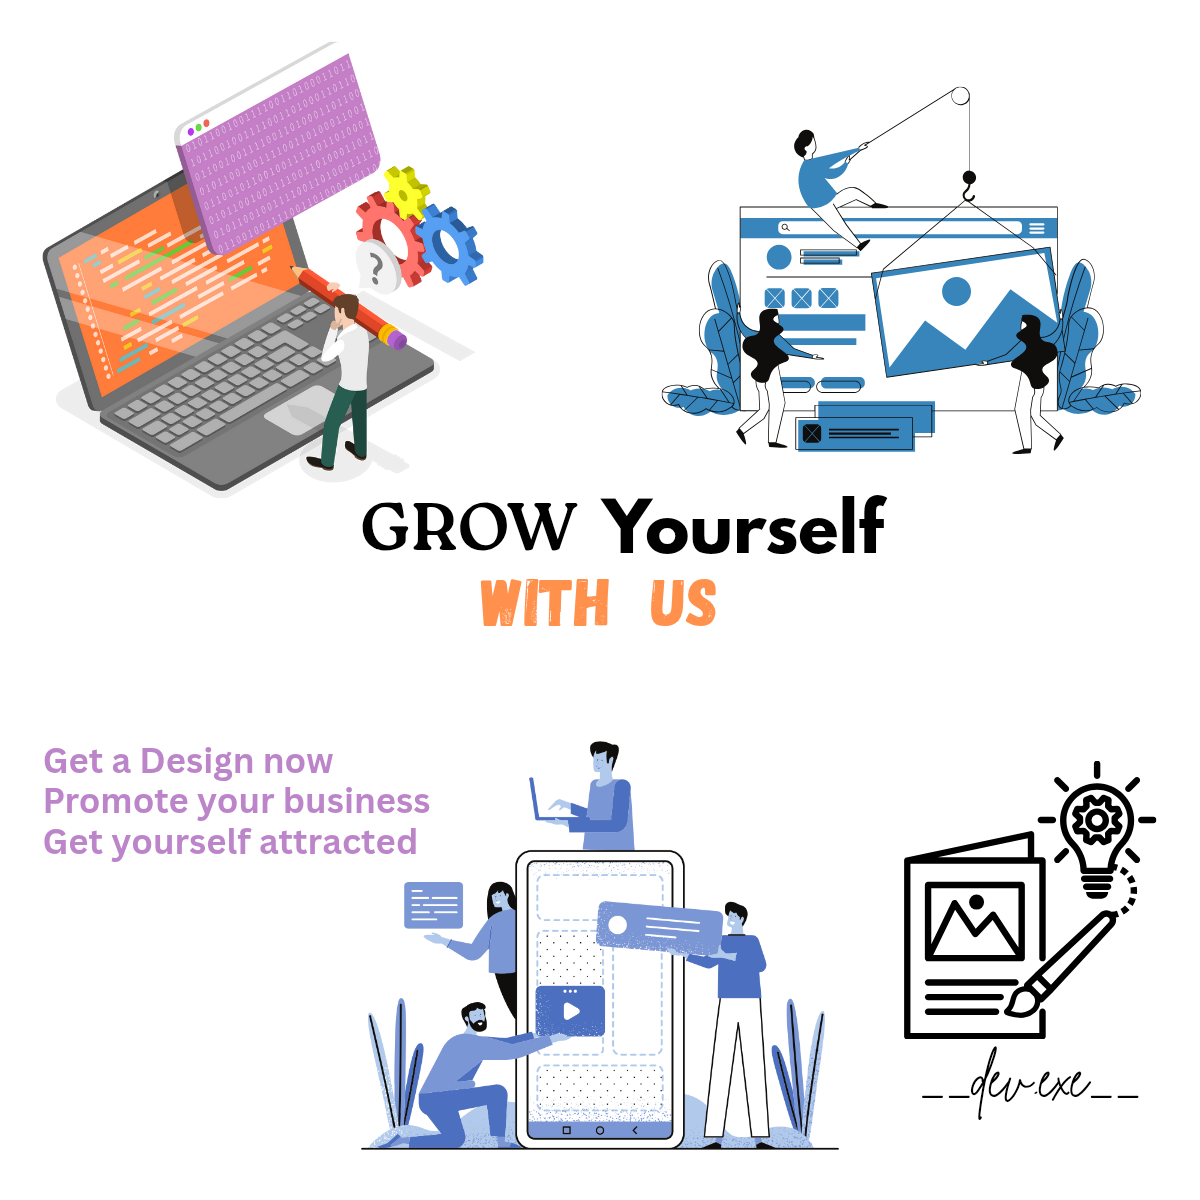 GROW Yourself
WITH US
Get a Design now
Promote your business
Get yourself attracted
__dev.exe__